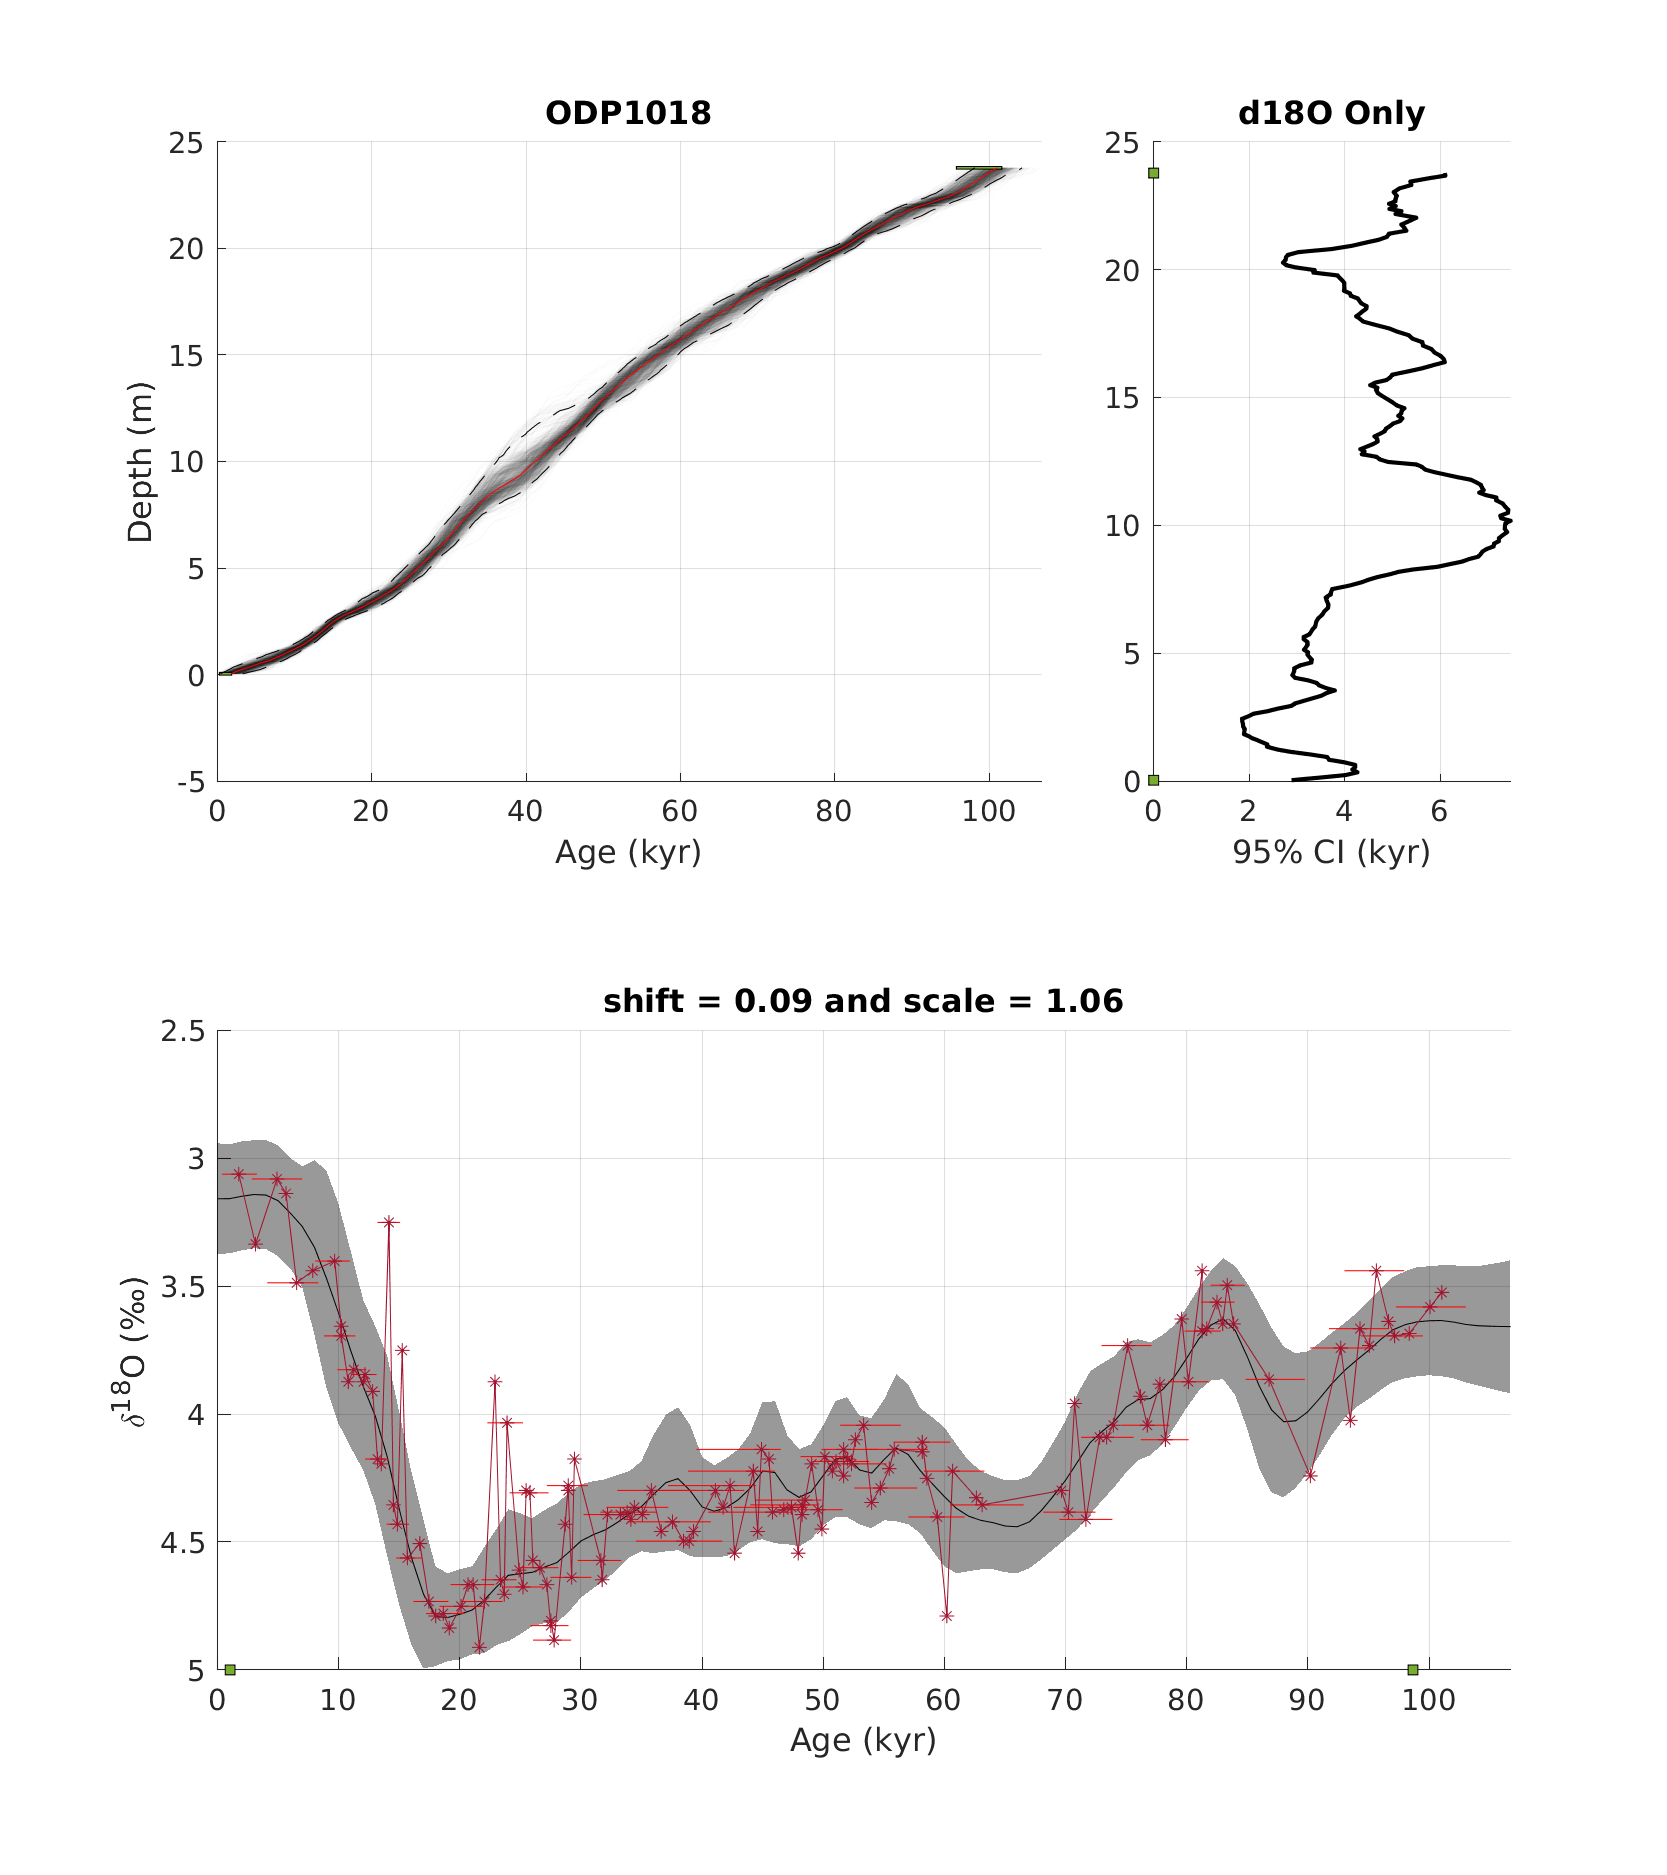 ODP1018
25
20
15
10
5
0
-5
0 20 40 60 80 100
Age (kyr)
Depth (m)
d18O Only
25
20
15
10
5
0
0 2 4 6
95% CI (kyr)
shift = 0.09 and scale = 1.06
2.5
3
3.5
4
4.5
5
0 10 20 30 40 50 60 70 80 90 100
Age (kyr)
δ¹⁸O (‰)